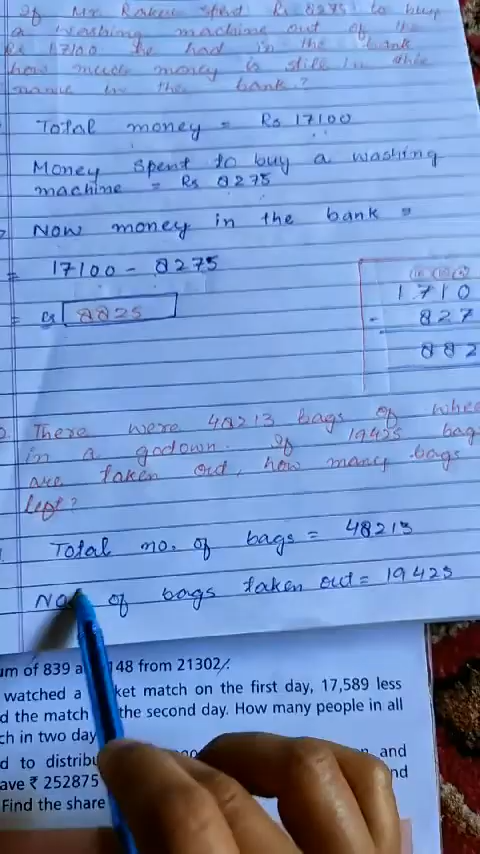 If Mr Rakesh spend Rs 8275 to buy
a washing machine out of the
Rs 17100 he had in the bank
how much money is still in
name in the bank?
Total money = Rs 17100
Money spent to buy a washing
machine = Rs 8275
Now money in the bank =
= 17100 - 8275
= 8825
1710
- 827
882
There were 48213 bags of whea
in a godown. If 19425 bag
are taken out, how many bags
left?
Total no. of bags = 48213
No of bags taken out = 19425
um of 839 a 148 from 21302/.
watched a ket match on the first day, 17,589 less
d the match the second day. How many people in all
ch in two day
d to distribu and
ave ₹ 252875 nd
Find the share